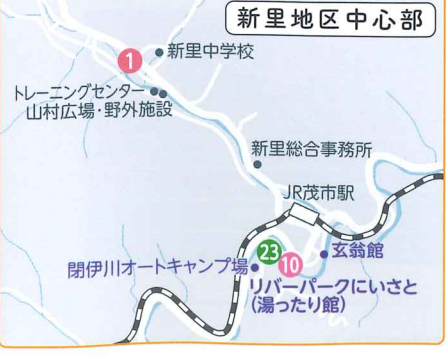 新里地区中心部
1
新里中学校
トレーニングセンター
山村広場・野外施設
新里総合事務所
JR茂市駅
23
10
玄翁館
閉伊川オートキャンプ場
リバーパークにいさと
(湯ったり館)